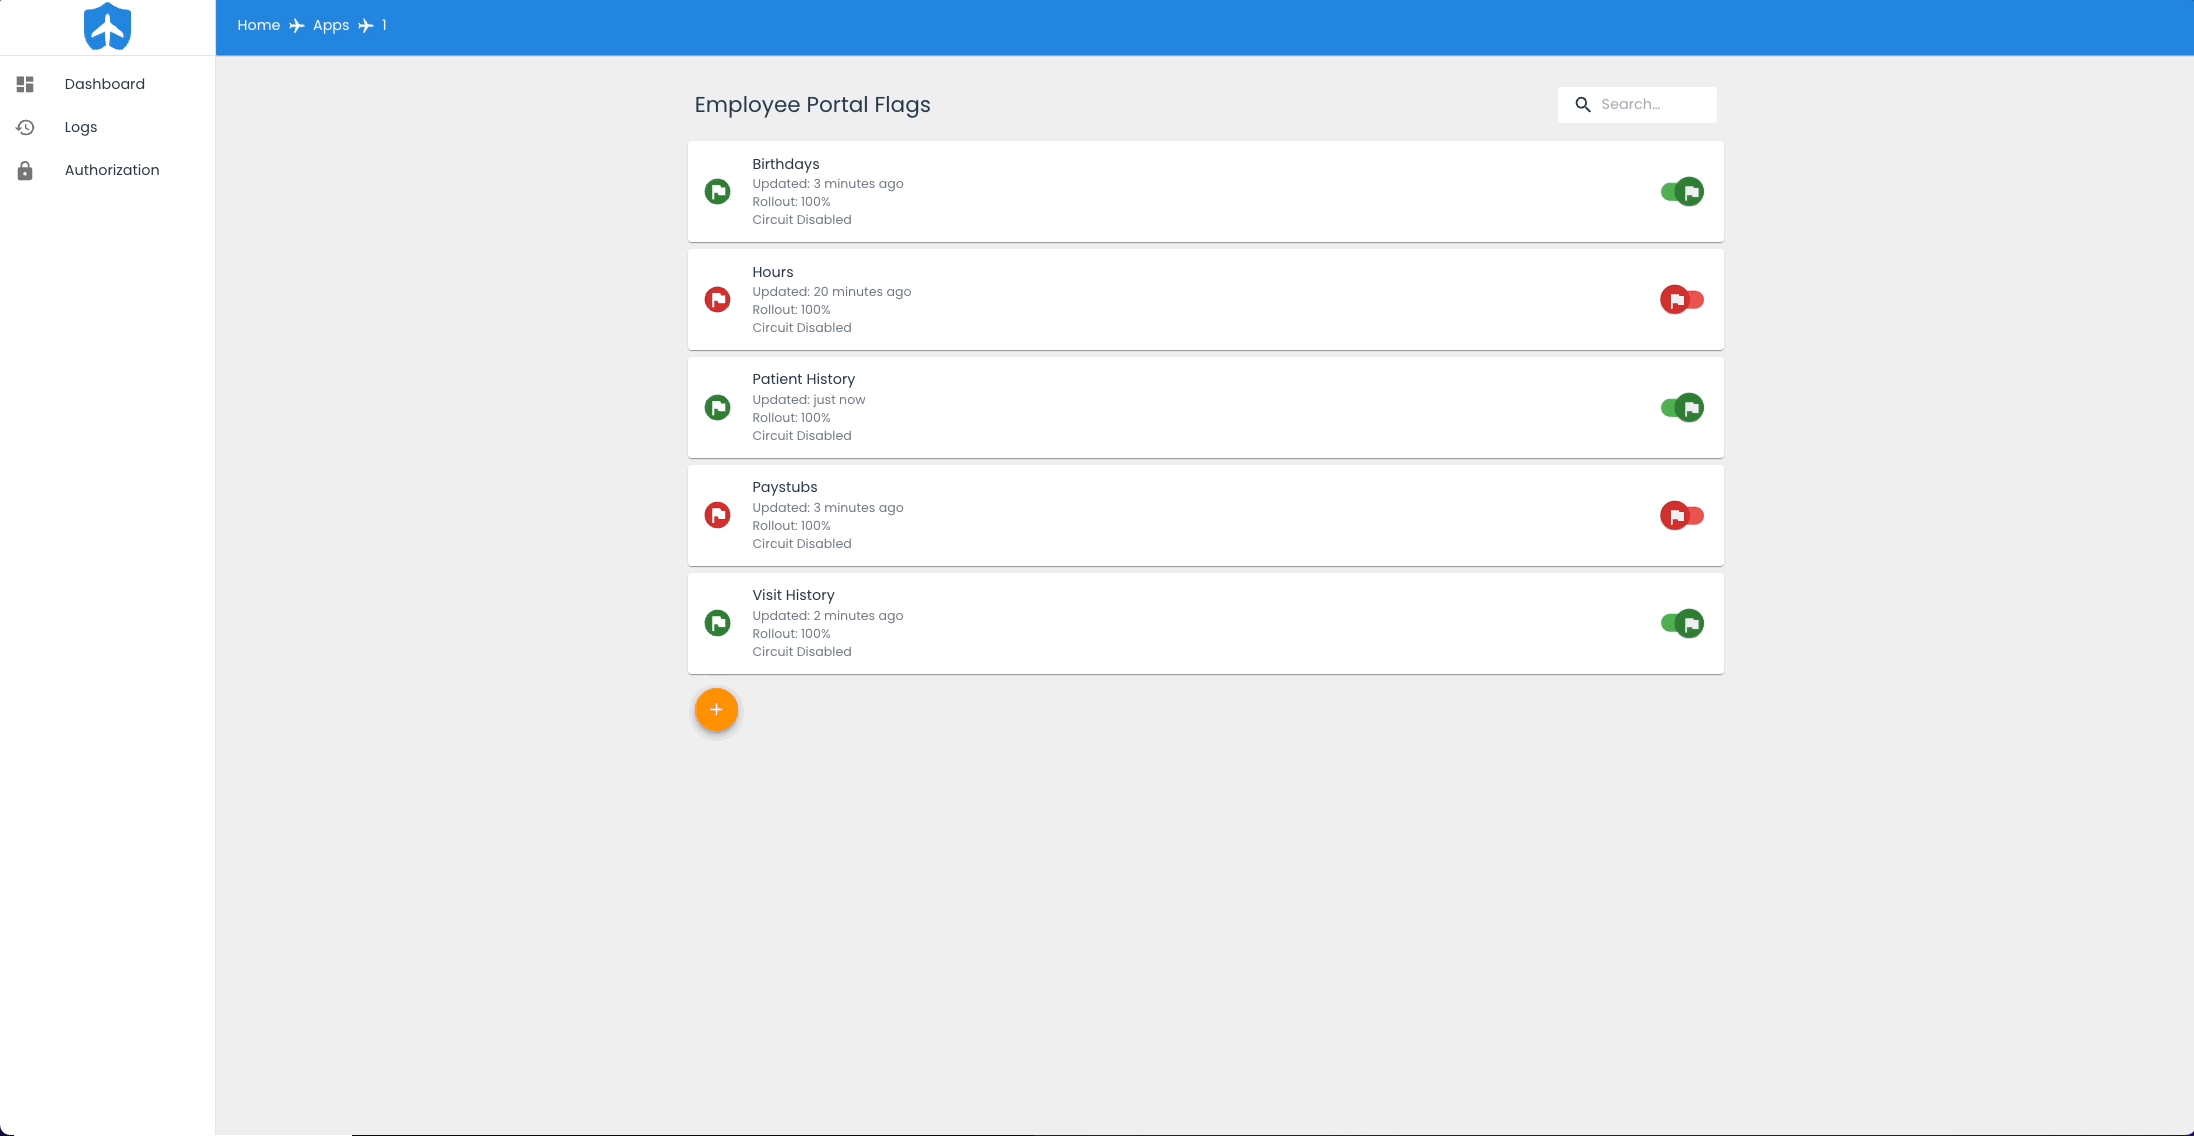 Home Apps 1
Dashboard
Logs
Authorization
Employee Portal Flags
Search...
Birthdays
Updated: 3 minutes ago
Rollout: 100%
Circuit Disabled
Hours
Updated: 20 minutes ago
Rollout: 100%
Circuit Disabled
Patient History
Updated: just now
Rollout: 100%
Circuit Disabled
Paystubs
Updated: 3 minutes ago
Rollout: 100%
Circuit Disabled
Visit History
Updated: 2 minutes ago
Rollout: 100%
Circuit Disabled